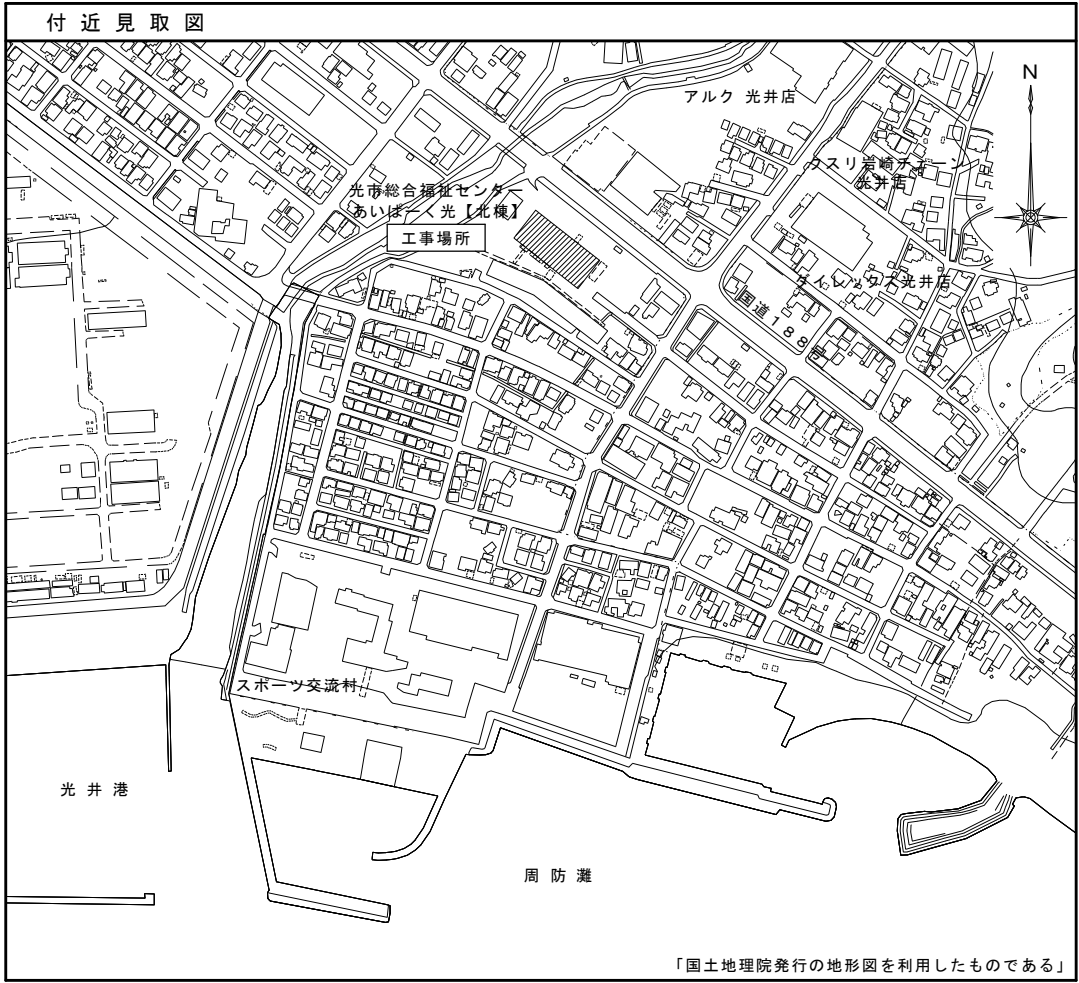 付近見取図
N
アルク 光井店
クスリ岩崎チェーン
光井店
光市総合福祉センター
あいぱーく光【北棟】
工事場所
ダイレックス光井店
国道188号
スポーツ交流村
光井港
周防灘
「国土地理院発行の地形図を利用したものである」